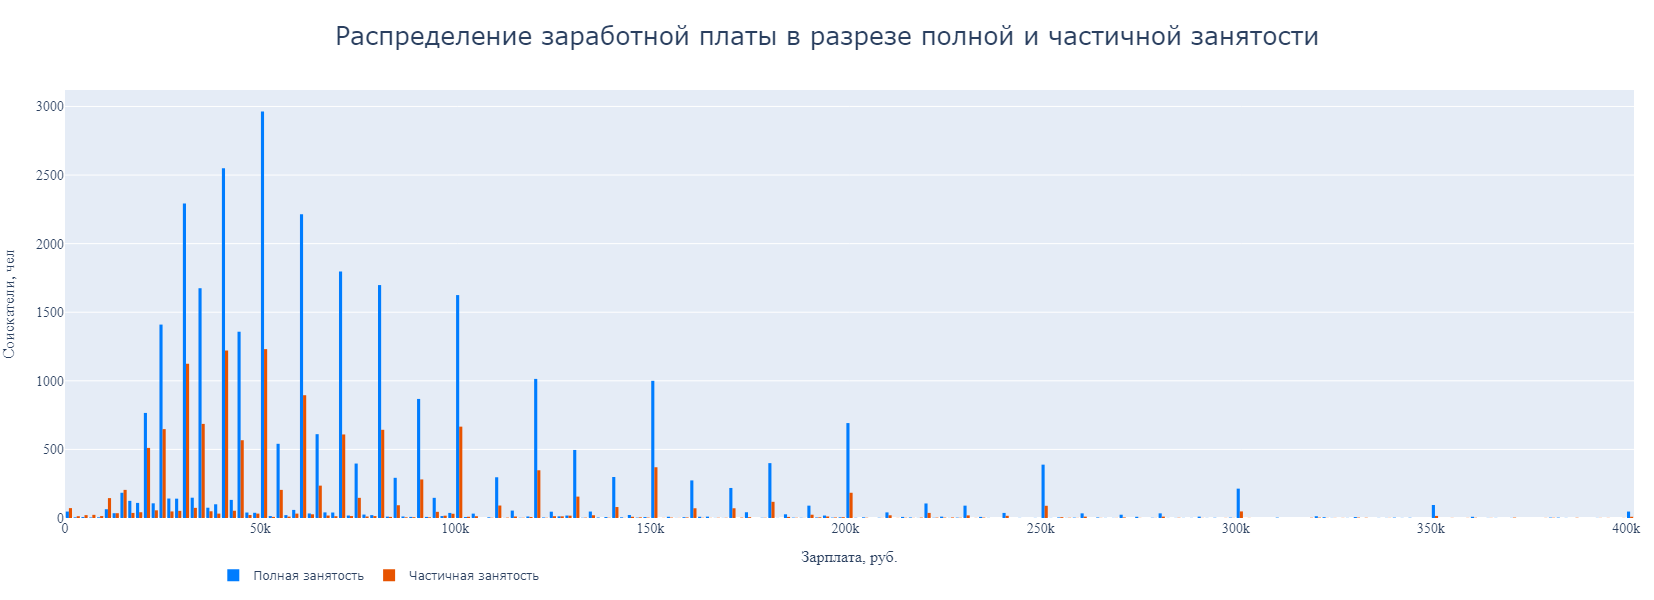 Распределение заработной платы в разрезе полной и частичной занятости
Соискатели, чел
3000
2500
2000
1500
1000
500
0
0 50k 100k 150k 200k 250k 300k 350k 400k
Зарплата, руб.
Полная занятость Частичная занятость